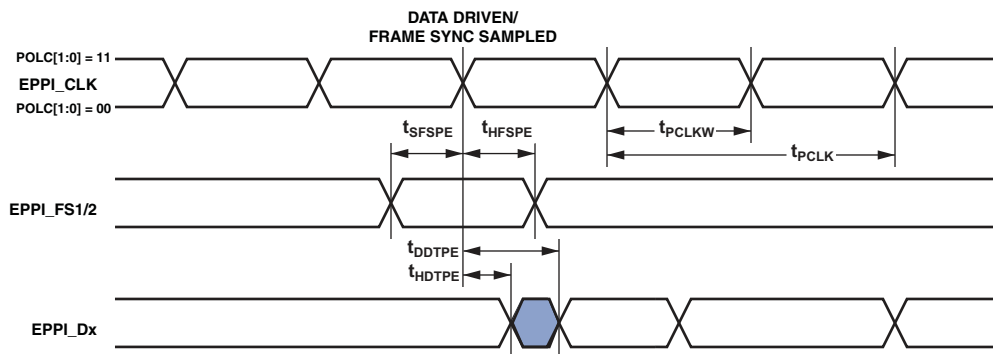 DATA DRIVEN/
FRAME SYNC SAMPLED
POLC[1:0] = 11
EPPI_CLK
POLC[1:0] = 00
tSFSPE
tHFSPE
tPCLKW
tPCLK
EPPI_FS1/2
tDDTPE
tHDTPE
EPPI_Dx